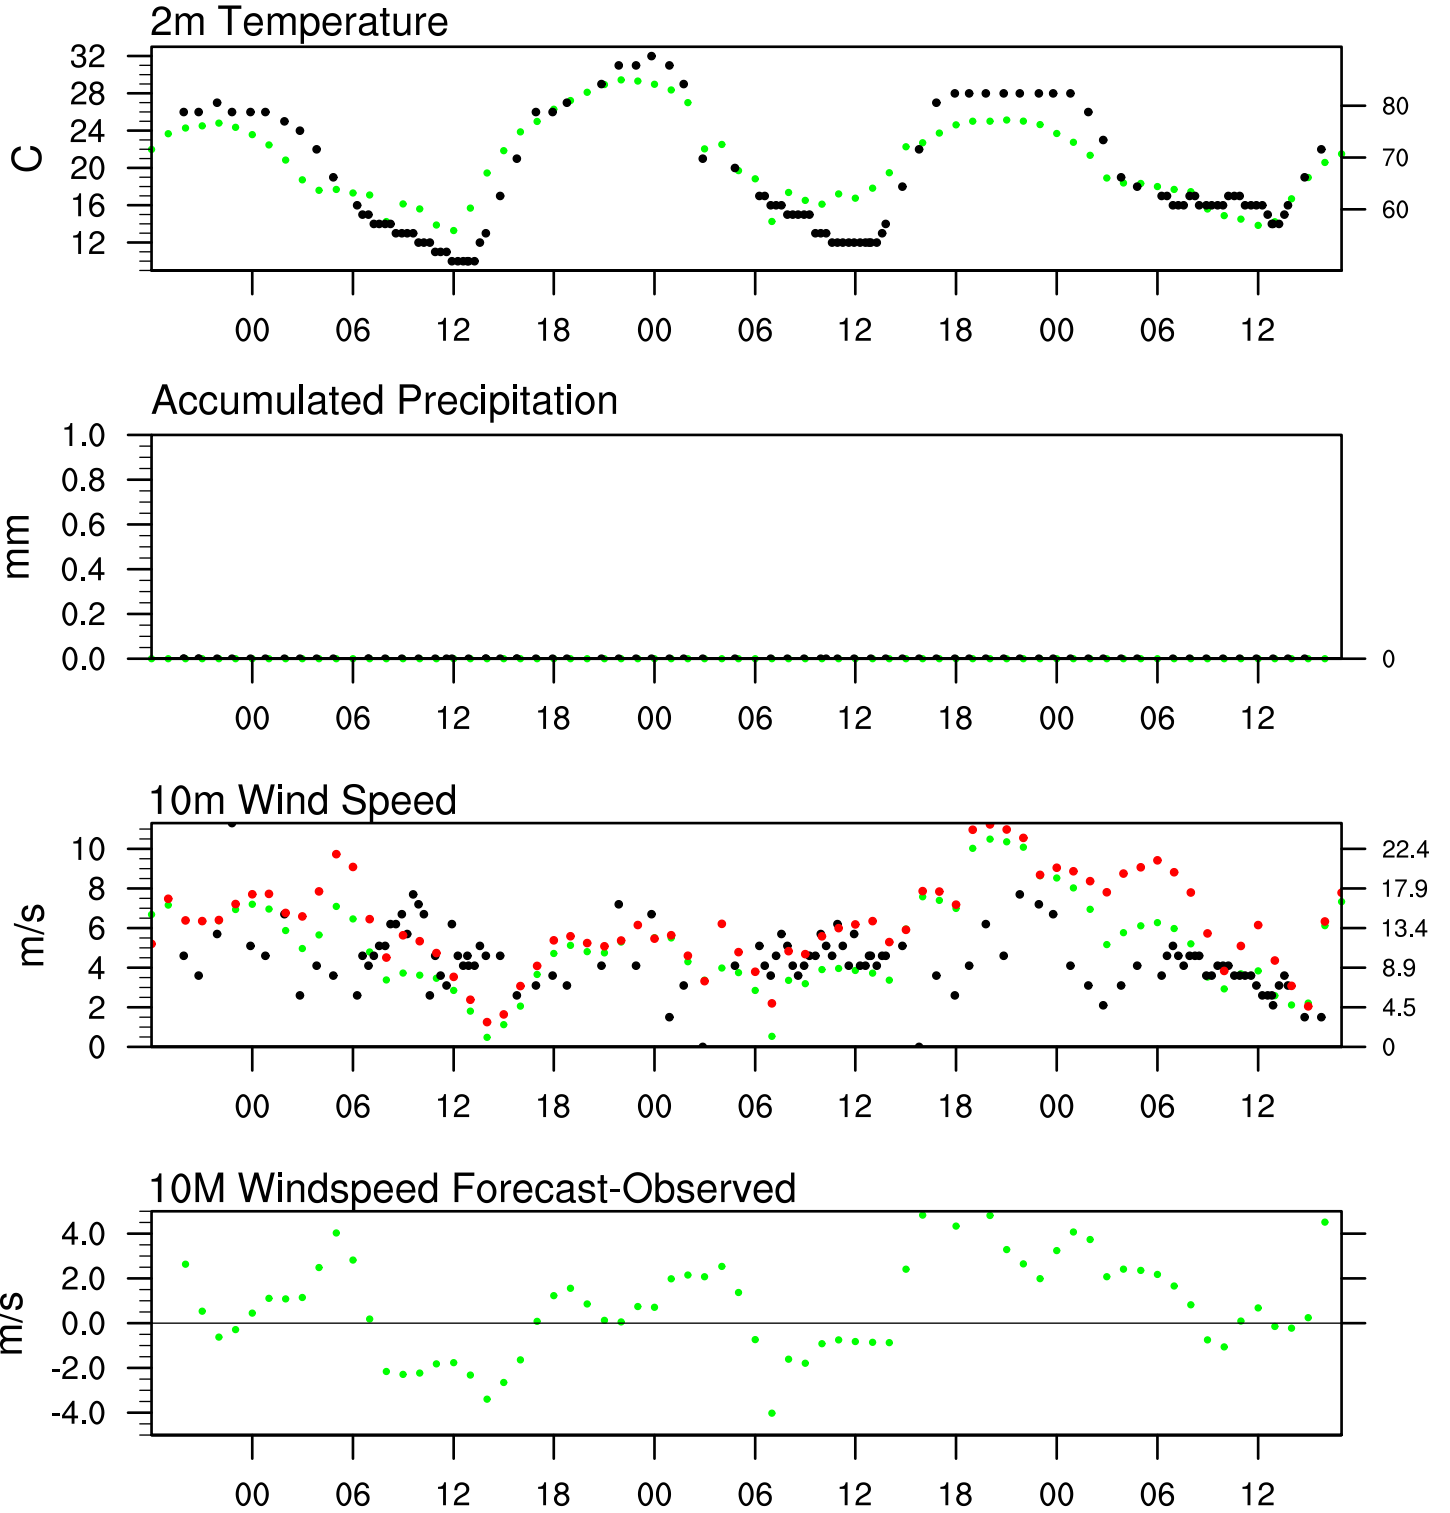 2m Temperature
32
28
24
20
16
12
C
80
70
60
00 06 12 18 00 06 12 18 00 06 12
Accumulated Precipitation
1.0
0.8
0.6
0.4
0.2
0.0
mm
0
00 06 12 18 00 06 12 18 00 06 12
10m Wind Speed
10
8
6
4
2
0
m/s
22.4
17.9
13.4
8.9
4.5
0
00 06 12 18 00 06 12 18 00 06 12
10M Windspeed Forecast-Observed
4.0
2.0
0.0
-2.0
-4.0
m/s
00 06 12 18 00 06 12 18 00 06 12